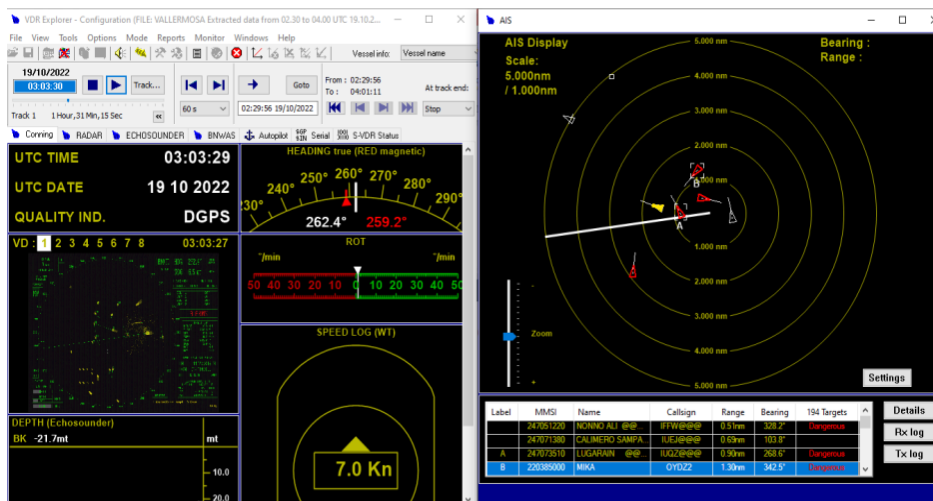 VDR Explorer - Configuration (FILE: VALLERMOSA Extracted data from 02.30 to 04.00 UTC 19.10.2...
File View Tools Options Mode Reports Monitor Windows Help
Vessel info: Vessel name
19/10/2022
03:03:30
Track...
Goto
From : 02:29:56
To : 04:01:11
At track end:
Track 1 1 Hour,31 Min,15 Sec
60 s
02:29:56 19/10/2022
Stop
Conning RADAR ECHOSOUNDER BNWAS Autopilot Serial S-VDR Status
UTC TIME 03:03:29
UTC DATE 19 10 2022
QUALITY IND. DGPS
HEADING true (RED magnetic)
230° 240° 250° 260° 270° 280° 290°
262.4° 259.2°
VD : 1 2 3 4 5 6 7 8 03:03:27
ROT
°/min °/min
50 40 30 20 10 0 10 20 30 40 50
SPEED LOG (WT)
7.0 Kn
DEPTH (Echosounder)
BK -21.7mt mt
10.0
20.0
AIS
AIS Display
Scale:
5.000nm
/ 1.000nm
Bearing :
Range :
5.000 nm
4.000 nm
3.000 nm
2.000 nm
B
A
1.000 nm
2.000 nm
3.000 nm
4.000 nm
5.000 nm
Zoom
Settings
Label MMSI Name Callsign Range Bearing 194 Targets
247051220 NONNO ALI @@... IFFW@@@ 0.51nm 328.2° Dangerous
247071380 CALIMERO SAMPA... IUEJ@@@ 0.69nm 103.8°
A 247073510 LUGARAIN @@... IUQZ@@@ 0.90nm 268.6° Dangerous
B 220385000 MIKA OYDZ2 1.30nm 342.5° Dangerous
Details
Rx log
Tx log